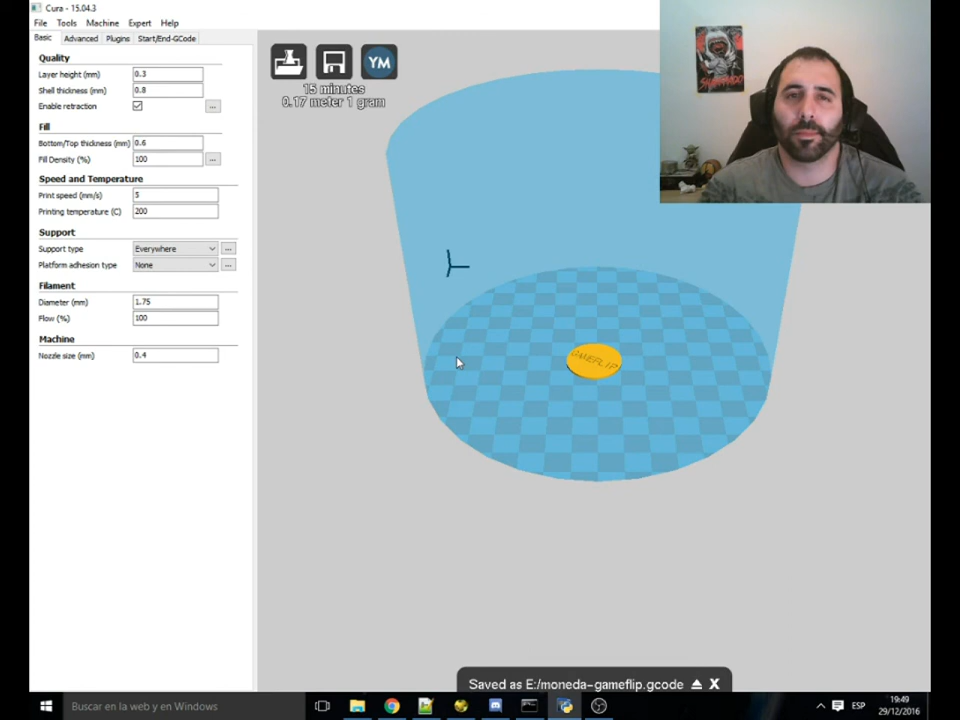 Cura - 15.04.3
File Tools Machine Expert Help
Basic Advanced Plugins Start/End-GCode
Quality
Layer height (mm) 0.3
Shell thickness (mm) 0.8
Enable retraction ...
Fill
Bottom/Top thickness (mm) 0.6
Fill Density (%) 100 ...
Speed and Temperature
Print speed (mm/s) 5
Printing temperature (C) 200
Support
Support type Everywhere ...
Platform adhesion type None ...
Filament
Diameter (mm) 1.75
Flow (%) 100
Machine
Nozzle size (mm) 0.4
YM
15 minutes
0.17 meter 1 gram
GAMEFLIP
Saved as E:/moneda-gameflip.gcode X
Buscar en la web y en Windows
ESP
19:49
29/12/2016